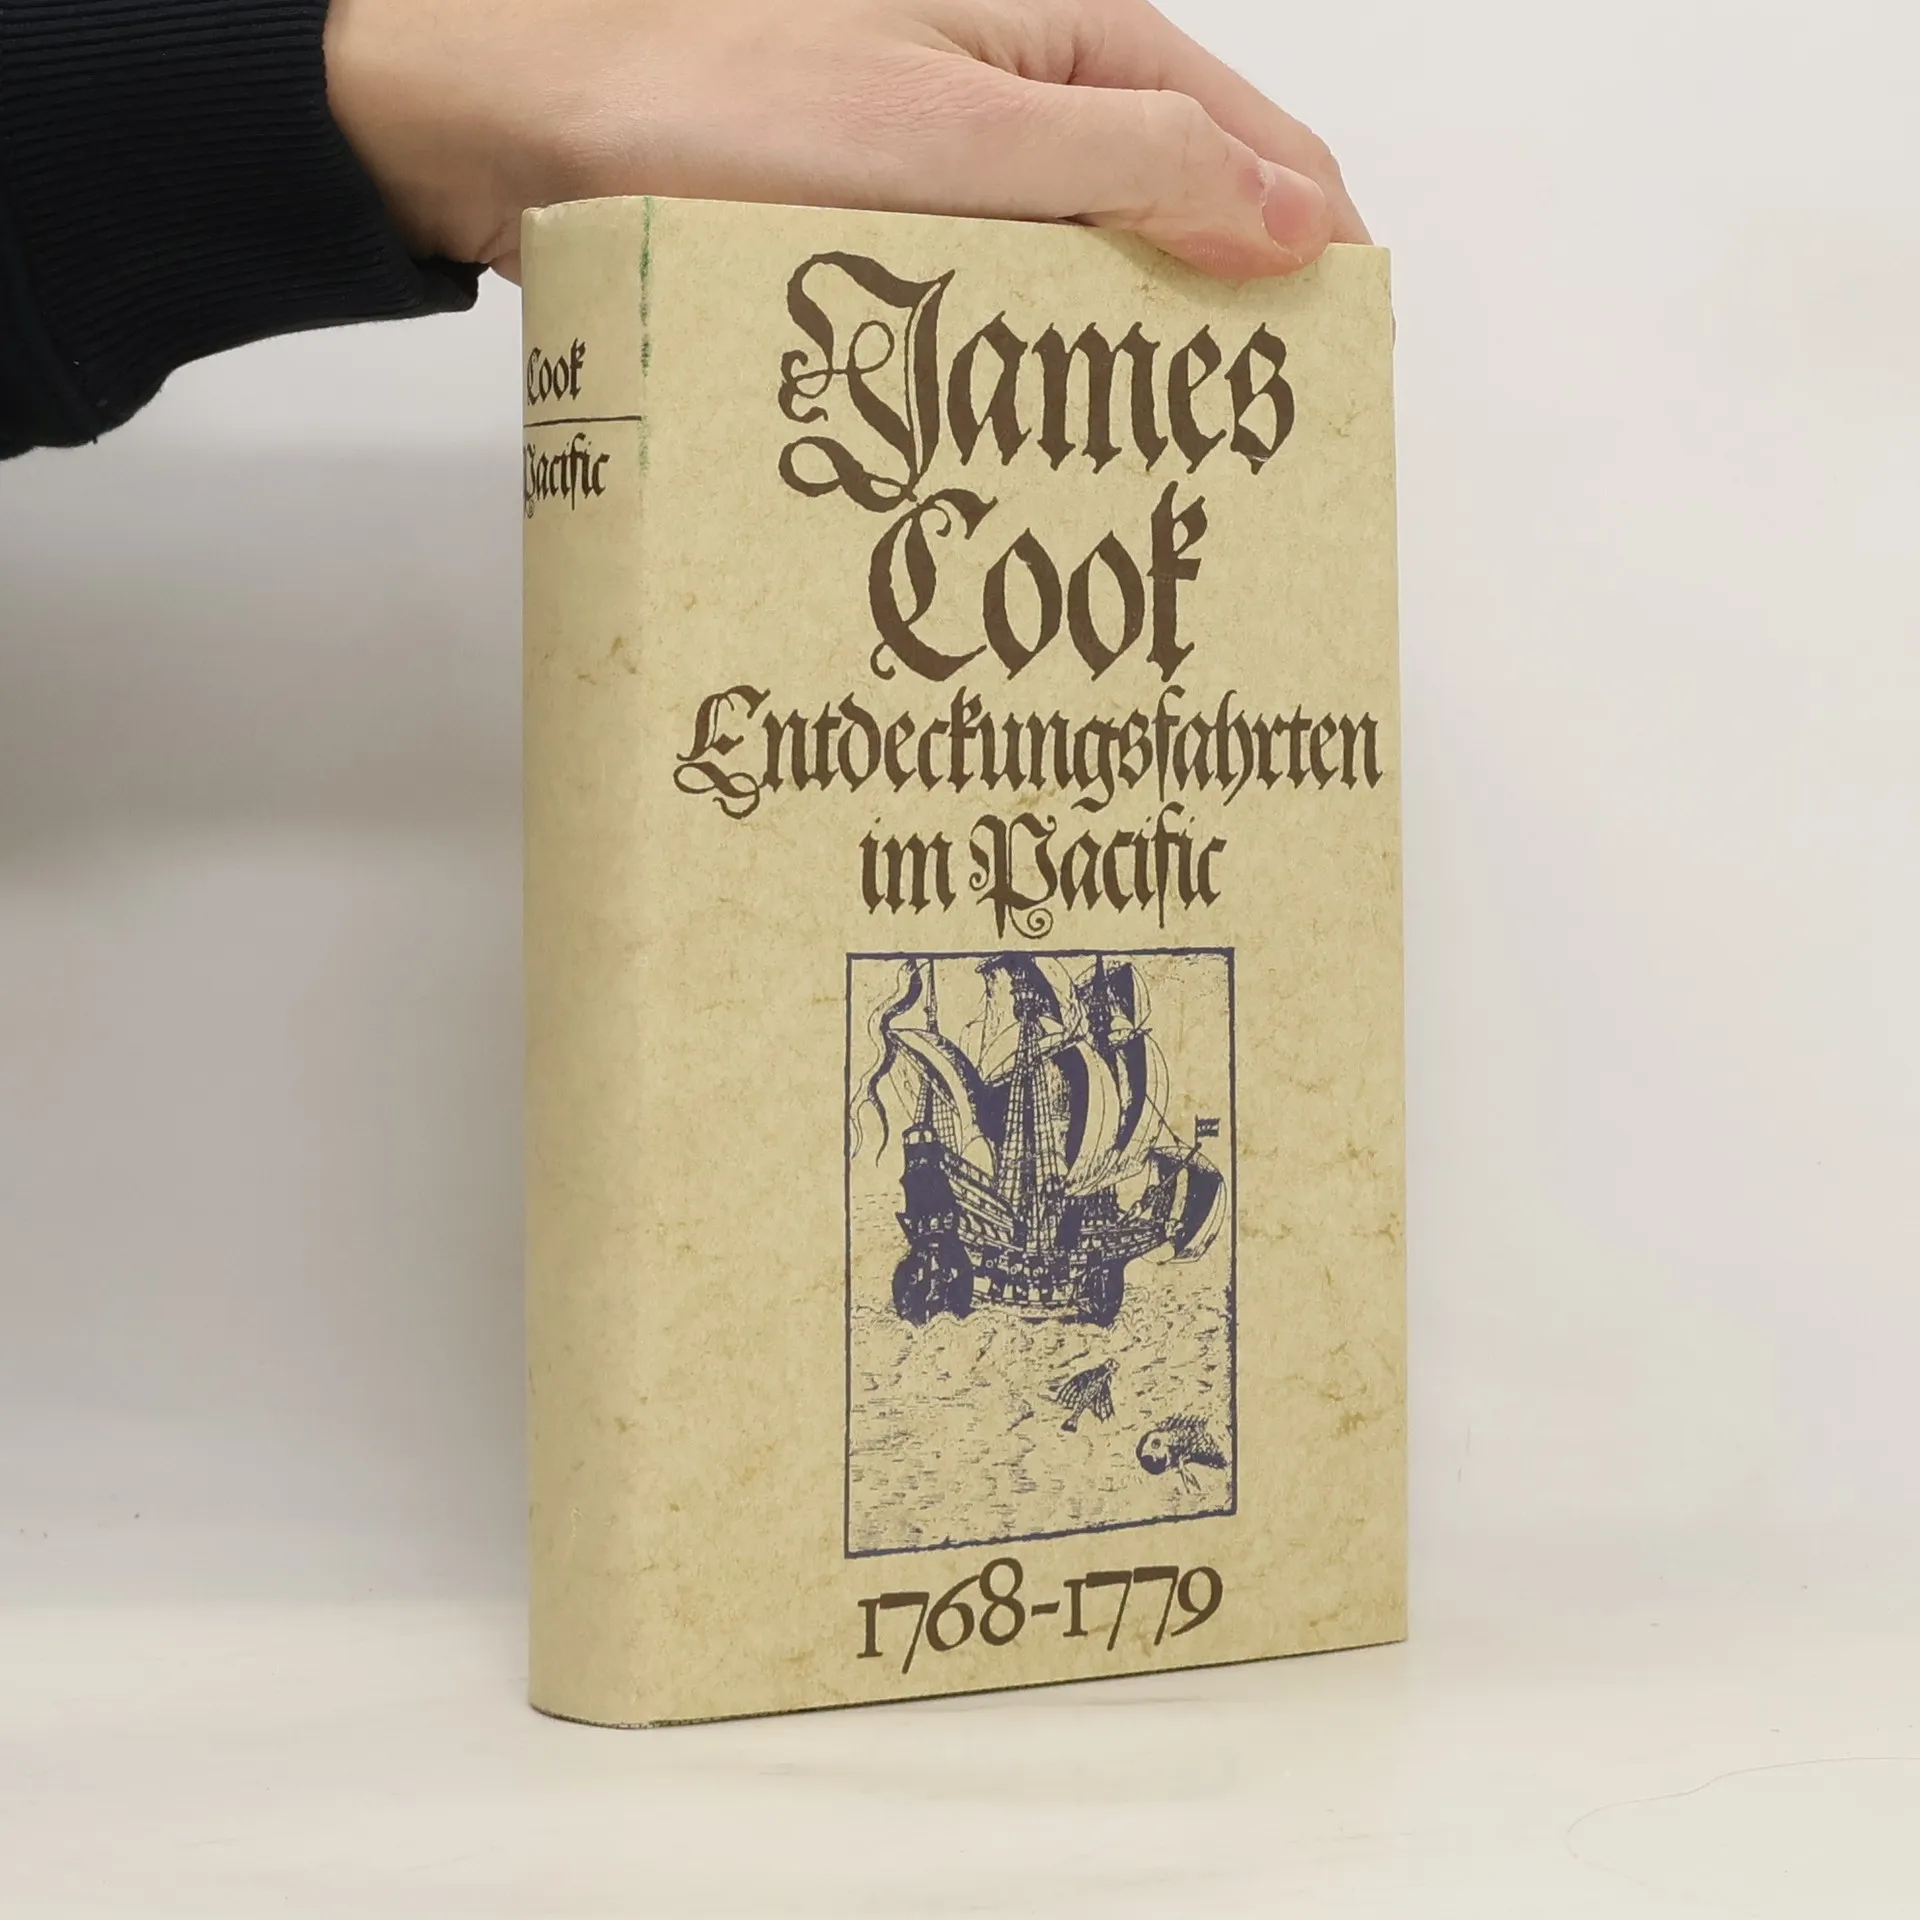 Cook
Pacific
James
Cook
Entdeckungsfahrten
im Pacific
1768-1779